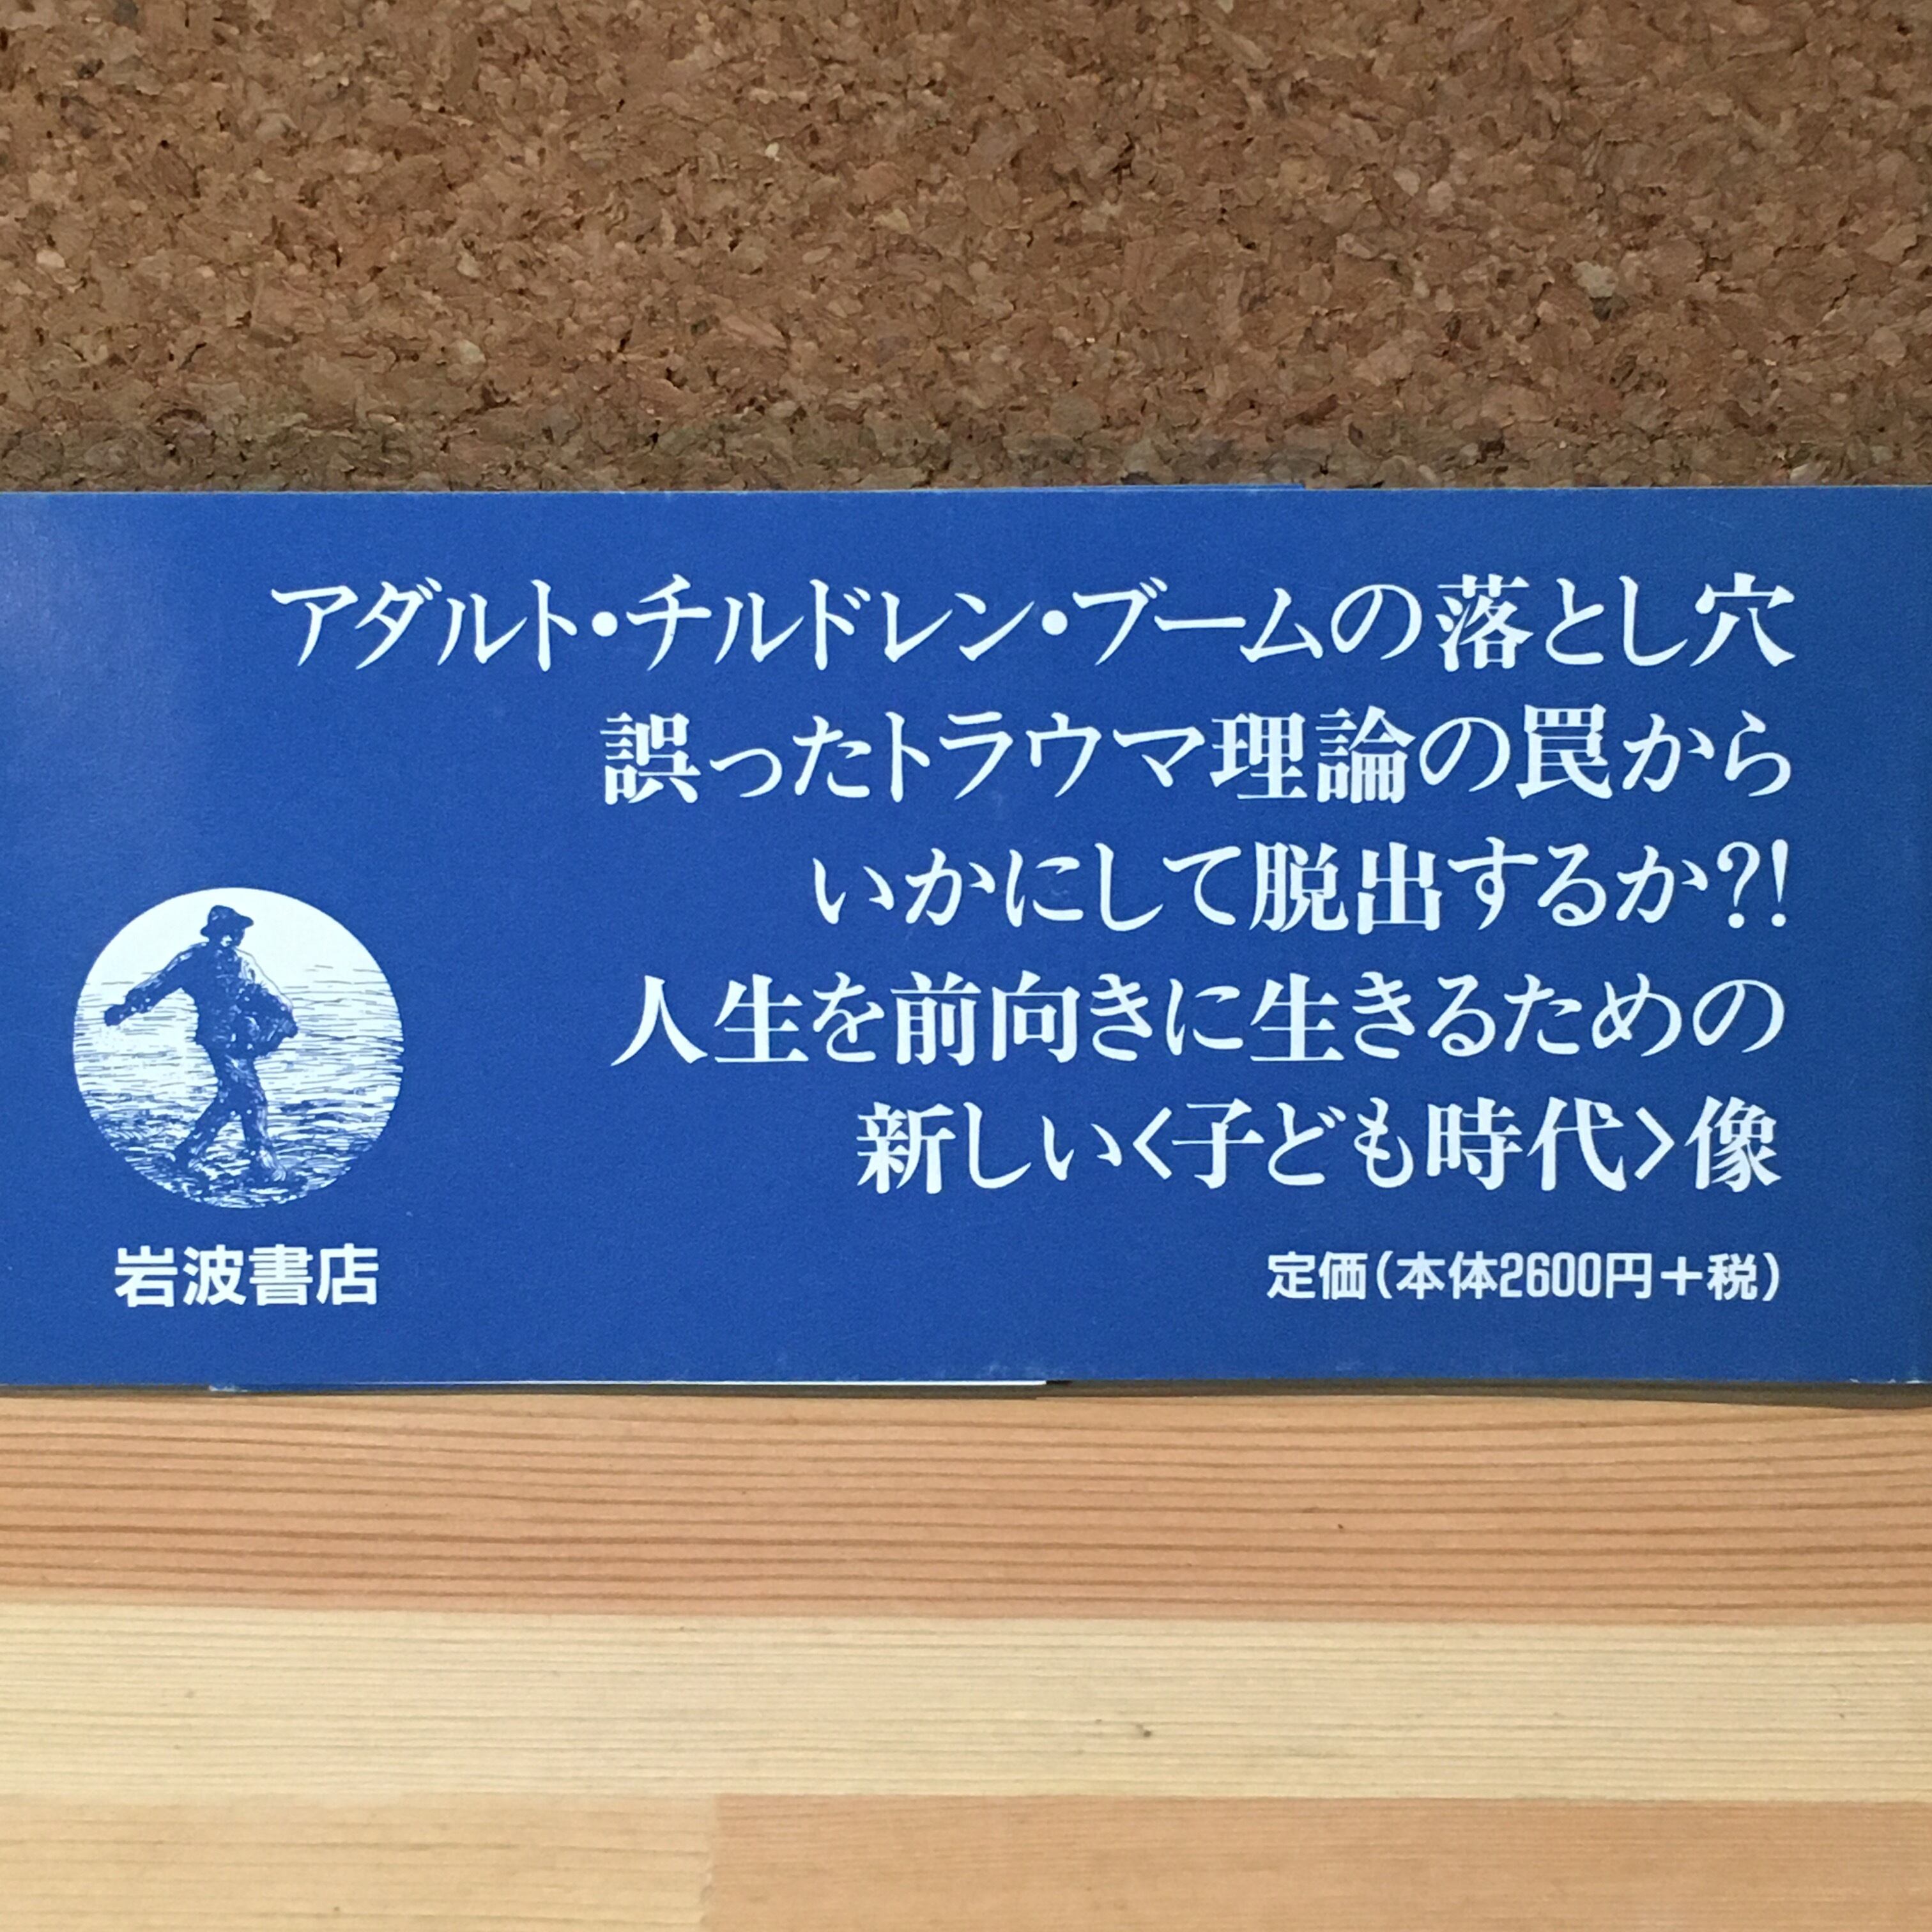 アダルト・チルドレン・ブームの落とし穴
誤ったトラウマ理論の罠から
いかにして脱出するか?!
人生を前向きに生きるための
新しい<子ども時代>像
岩波書店
定価(本体2600円+税)